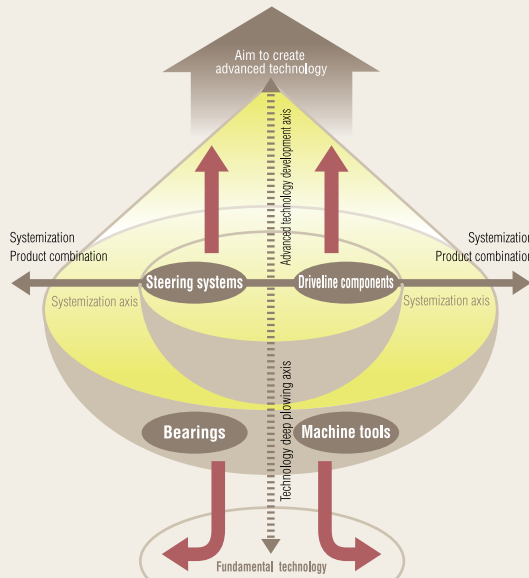 Aim to create
advanced technology
Advanced technology development axis
Systemization
Product combination
Systemization
Product combination
Steering systems
Driveline components
Systemization axis
Systemization axis
Technology deep plowing axis
Bearings
Machine tools
Fundamental technology